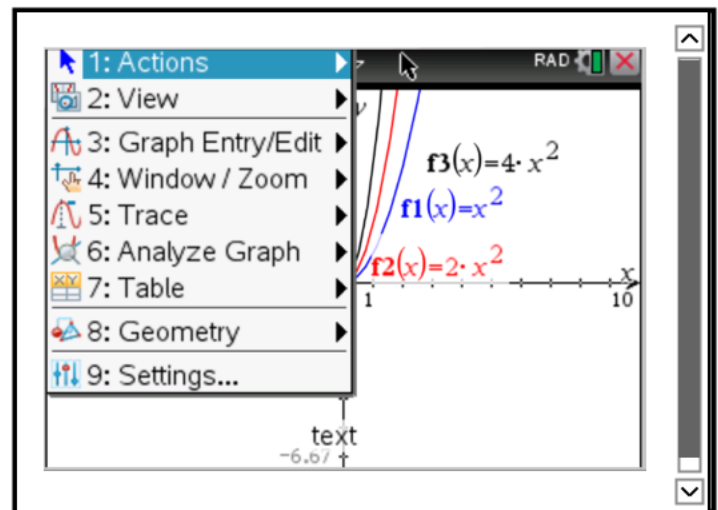 1: Actions
RAD
2: View
y
3: Graph Entry/Edit
f3(x)=4· x²
4: Window / Zoom
5: Trace
f1(x)=x²
6: Analyze Graph
f2(x)=2· x²
7: Table
x
1
10
8: Geometry
9: Settings...
text
-6.67